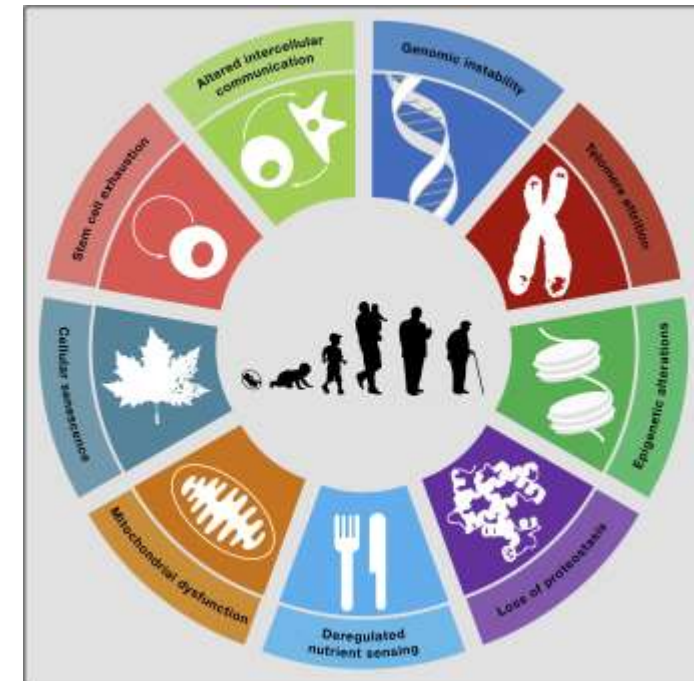 Genomic instability
Telomere attrition
Epigenetic alterations
Loss of proteostasis
Deregulated
nutrient sensing
Mitochondrial dysfunction
Cellular senescence
Stem cell exhaustion
Altered intercellular
communication